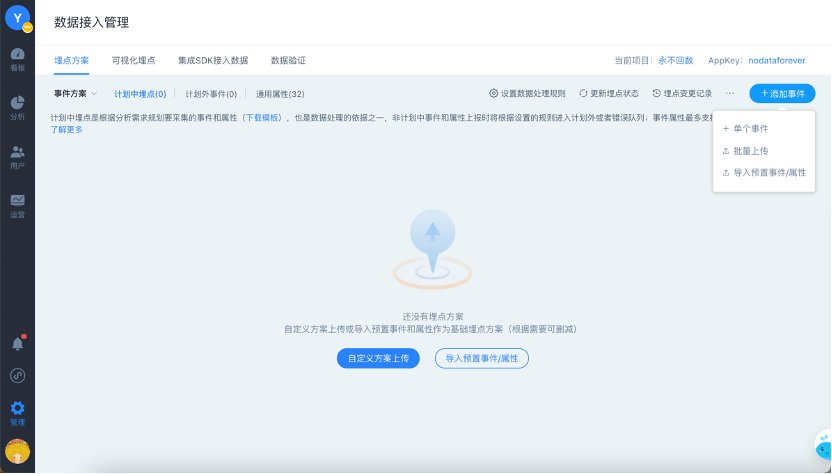 Y
数据接入管理
看板
分析
用户
运营
管理
埋点方案 可视化埋点 集成SDK接入数据 数据验证
当前项目: 永不回数 AppKey: nodataforever
事件方案 计划中埋点(0) 计划外事件(0) 通用属性(32)
设置数据处理规则 更新埋点状态 埋点变更记录 ··· +添加事件
计划中埋点是根据分析需求规划要采集的事件和属性（下载模板），也是数据处理的依据之一，非计划中事件和属性上报时将根据设置的规则进入计划外或者错误队列；事件属性最多支
了解更多
+ 单个事件
批量上传
导入预置事件/属性
还没有埋点方案
自定义方案上传或导入预置事件和属性作为基础埋点方案（根据需要可删减）
自定义方案上传 导入预置事件/属性